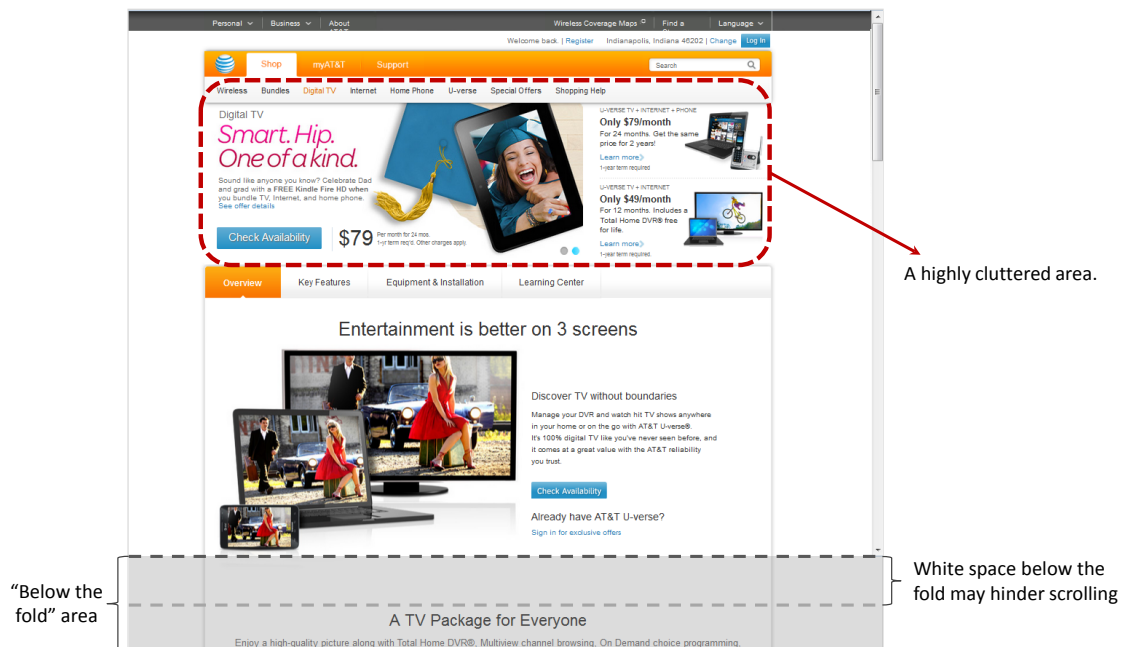 Personal Business About
AT&T
Wireless Coverage Maps Find a
Language
Welcome back. | Register Indianapolis, Indiana 46202 | Change Log In
Shop myAT&T Support Search
Wireless Bundles Digital TV Internet Home Phone U-verse Special Offers Shopping Help
Digital TV
Smart. Hip.
One of a kind.
Sound like anyone you know? Celebrate Dad
and grad with a FREE Kindle Fire HD when
you bundle TV, Internet, and home phone.
See offer details
Check Availability
$79 Per month for 24 mos.
1-yr term req'd. Other charges apply
U-VERSE TV + INTERNET + PHONE
Only $79/month
For 24 months. Get the same
price for 2 years!
Learn more
1-year term required
U-VERSE TV + INTERNET
Only $49/month
For 12 months. Includes a
Total Home DVR® free
for life.
Learn more
1-year term required
A highly cluttered area.
Overview Key Features Equipment & Installation Learning Center
Entertainment is better on 3 screens
Discover TV without boundaries
Manage your DVR and watch hit TV shows anywhere
in your home or on the go with AT&T U-verse®.
It's 100% digital TV like you've never seen before, and
it comes at a great value with the AT&T reliability
you trust.
Check Availability
Already have AT&T U-verse?
Sign in for exclusive offers
"Below the
fold" area
White space below the
fold may hinder scrolling
A TV Package for Everyone
Enjoy a high-quality picture along with Total Home DVR®, Multiview channel browsing, On Demand choice programming,